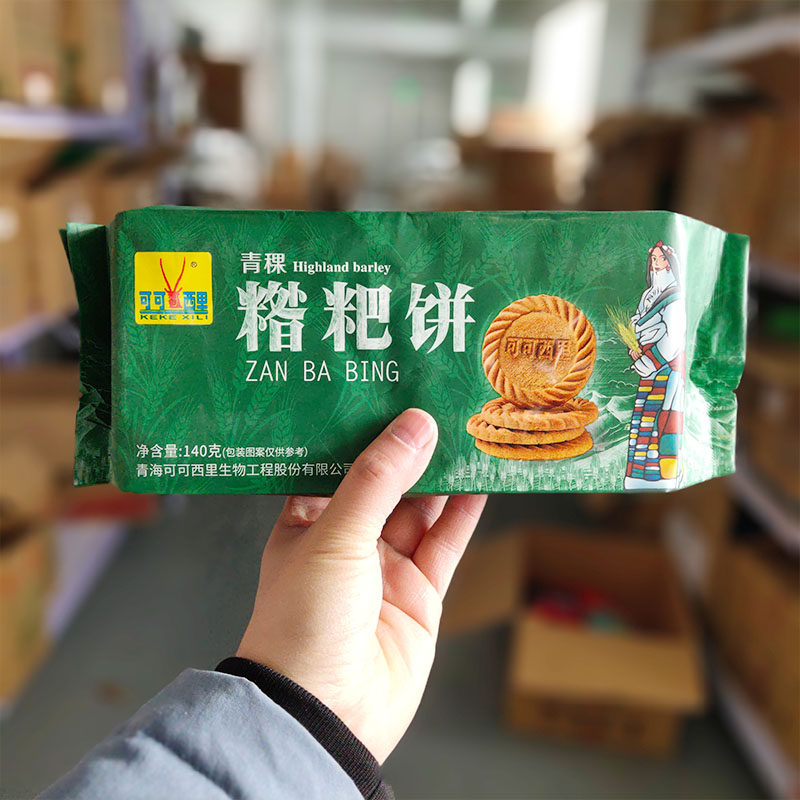 可可西里®
KEKE XILI
青稞 Highland barley
糌粑饼
ZAN BA BING
可可西里
净含量:140克(包装图案仅供参考)
青海可可西里生物工程股份有限公司